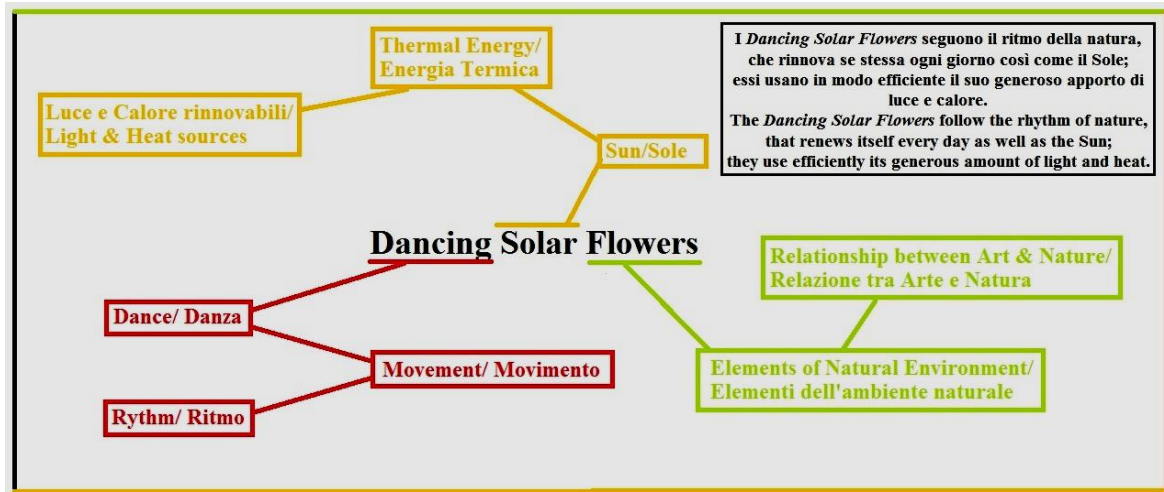 Thermal Energy/
Energia Termica
I Dancing Solar Flowers seguono il ritmo della natura,
che rinnova se stessa ogni giorno così come il Sole;
essi usano in modo efficiente il suo generoso apporto di
luce e calore.
The Dancing Solar Flowers follow the rhythm of nature,
that renews itself every day as well as the Sun;
they use efficiently its generous amount of light and heat.
Luce e Calore rinnovabili/
Light & Heat sources
Sun/Sole
Dancing Solar Flowers
Relationship between Art & Nature/
Relazione tra Arte e Natura
Dance/ Danza
Movement/ Movimento
Elements of Natural Environment/
Elementi dell'ambiente naturale
Rythm/ Ritmo